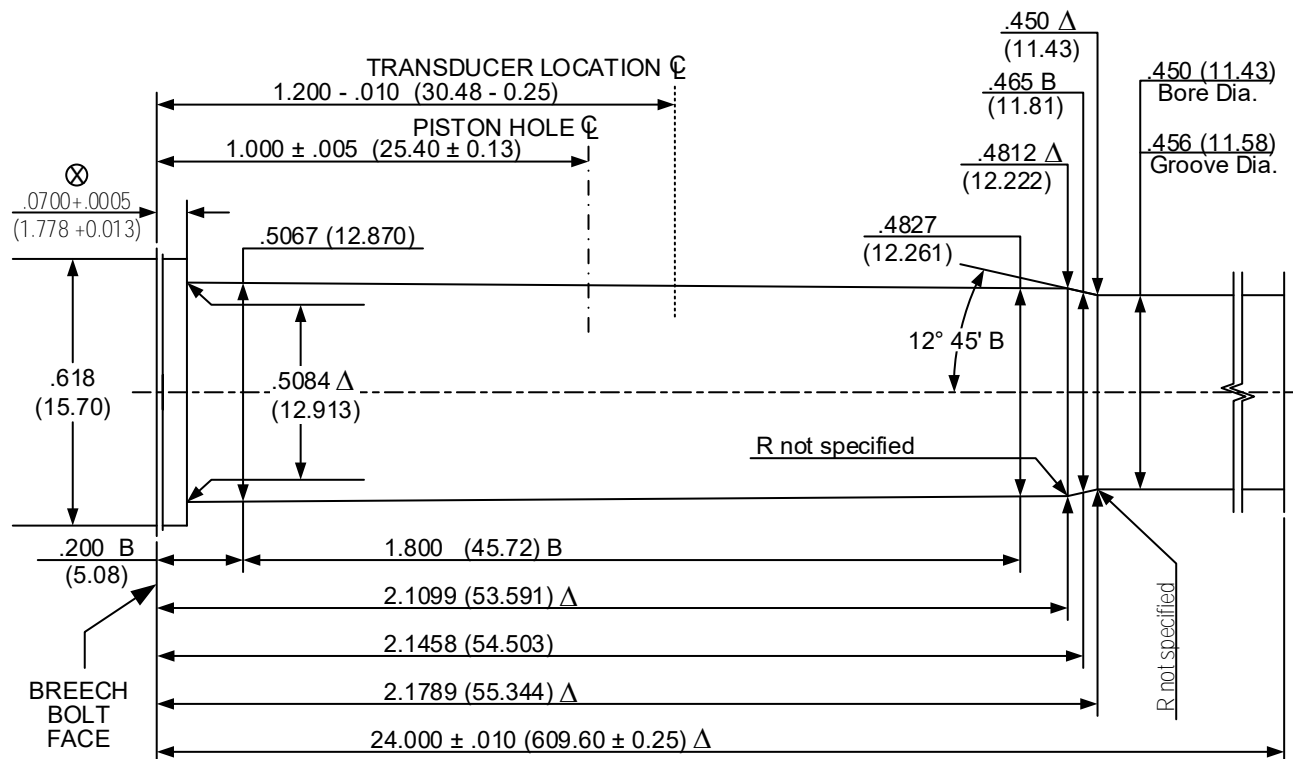 .450 Δ
(11.43)
TRANSDUCER LOCATION ℄
1.200 - .010 (30.48 - 0.25)
.465 B
(11.81)
.450 (11.43)
Bore Dia.
PISTON HOLE ℄
1.000 ± .005 (25.40 ± 0.13)
.4812 Δ
(12.222)
.456 (11.58)
Groove Dia.
⊗
.0700+.0005
(1.778 +0.013)
.5067 (12.870)
.4827
(12.261)
12° 45' B
.618
(15.70)
.5084 Δ
(12.913)
R not specified
.200 B
(5.08)
1.800 (45.72) B
2.1099 (53.591) Δ
2.1458 (54.503)
R not specified
BREECH
BOLT
FACE
2.1789 (55.344) Δ
24.000 ± .010 (609.60 ± 0.25) Δ